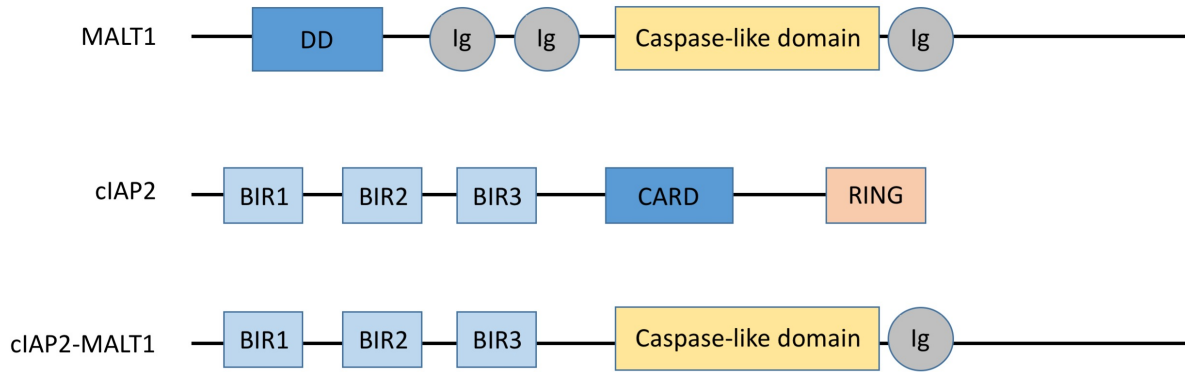 MALT1 DD Ig Ig Caspase-like domain Ig
cIAP2 BIR1 BIR2 BIR3 CARD RING
cIAP2-MALT1 BIR1 BIR2 BIR3 Caspase-like domain Ig